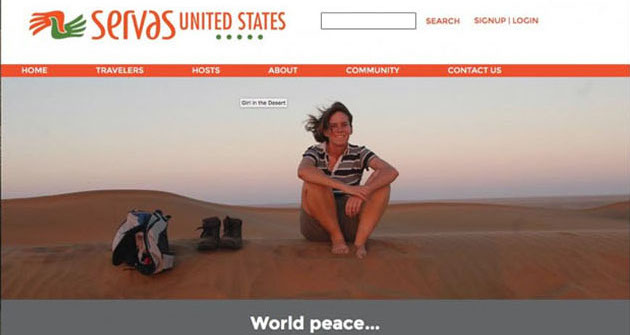 servas UNITED STATES
SEARCH
SIGNUP | LOGIN
HOME TRAVELERS HOSTS ABOUT COMMUNITY CONTACT US
Girl in the Desert
World peace...